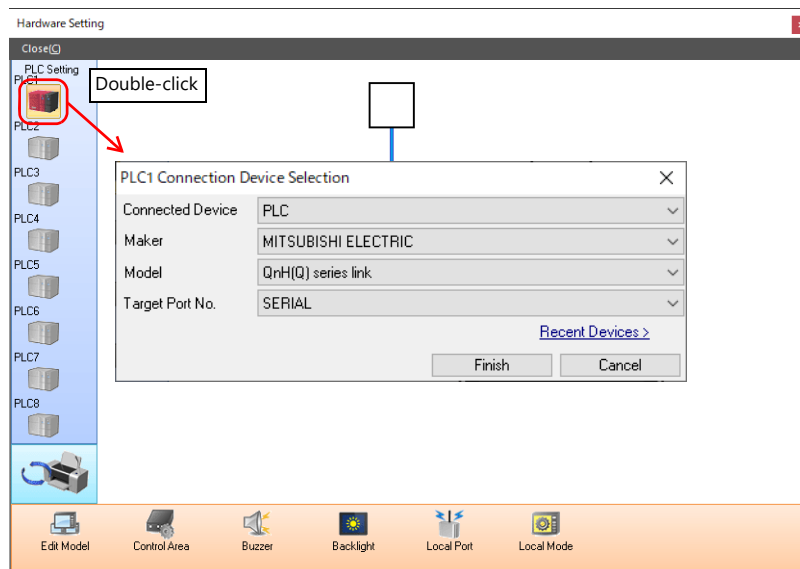 Hardware Setting
Close(C)
PLC Setting
PLC1
Double-click
PLC2
PLC3
PLC4
PLC5
PLC6
PLC7
PLC8
PLC1 Connection Device Selection
Connected Device PLC
Maker MITSUBISHI ELECTRIC
Model QnH(Q) series link
Target Port No. SERIAL
Recent Devices >
Finish Cancel
Edit Model Control Area Buzzer Backlight Local Port Local Mode